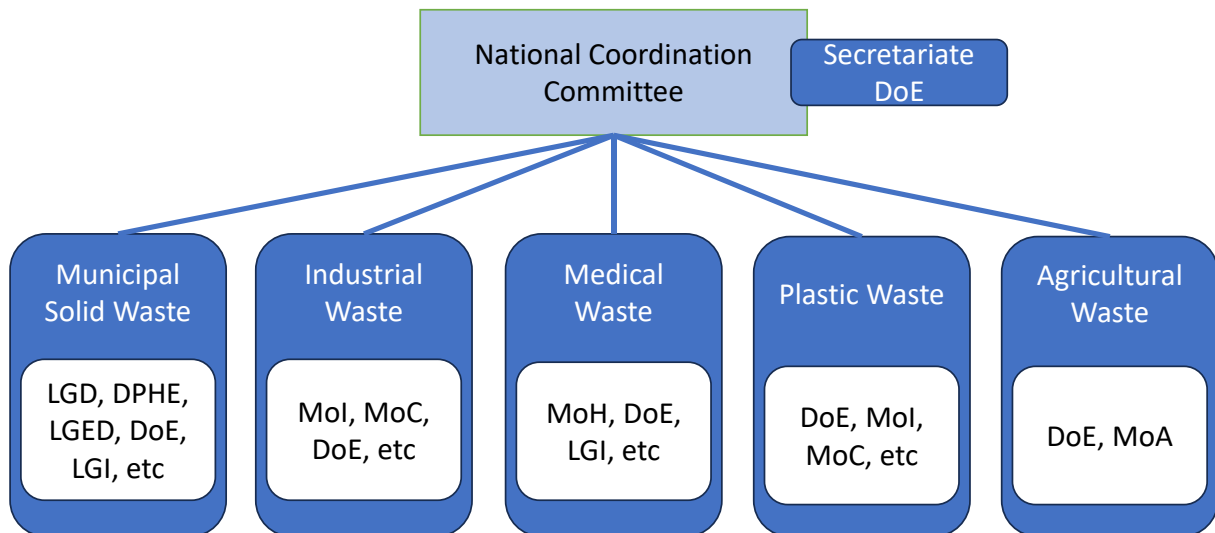 National Coordination
Committee
Secretariate
DoE
Municipal
Solid Waste
LGD, DPHE,
LGED, DoE,
LGI, etc
Industrial
Waste
MoI, MoC,
DoE, etc
Medical
Waste
MoH, DoE,
LGI, etc
Plastic Waste
DoE, MoI,
MoC, etc
Agricultural
Waste
DoE, MoA